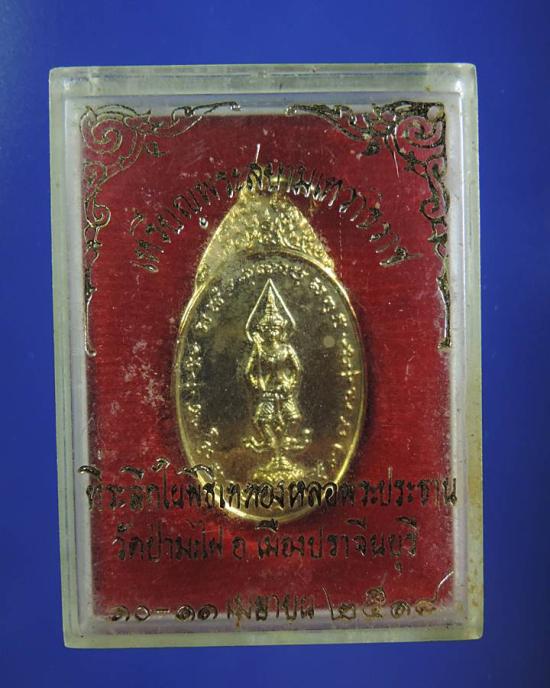 เหรียญพระสยามเทวาธิราช
ที่ระลึกในพิธีเททองหล่อพระประธาน
วัดป่ามะไฟ อ เมืองปราจีนบุรี
๑๐-๑๑ เมษายน ๒๕๑๘